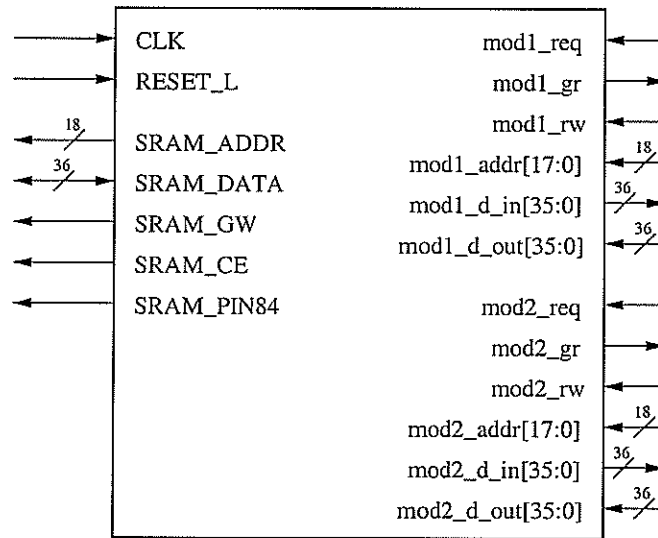 CLK
RESET_L
18
SRAM_ADDR
36
SRAM_DATA
SRAM_GW
SRAM_CE
SRAM_PIN84
mod1_req
mod1_gr
mod1_rw
mod1_addr[17:0]
18
mod1_d_in[35:0]
36
mod1_d_out[35:0]
36
mod2_req
mod2_gr
mod2_rw
mod2_addr[17:0]
18
mod2_d_in[35:0]
36
mod2_d_out[35:0]
36